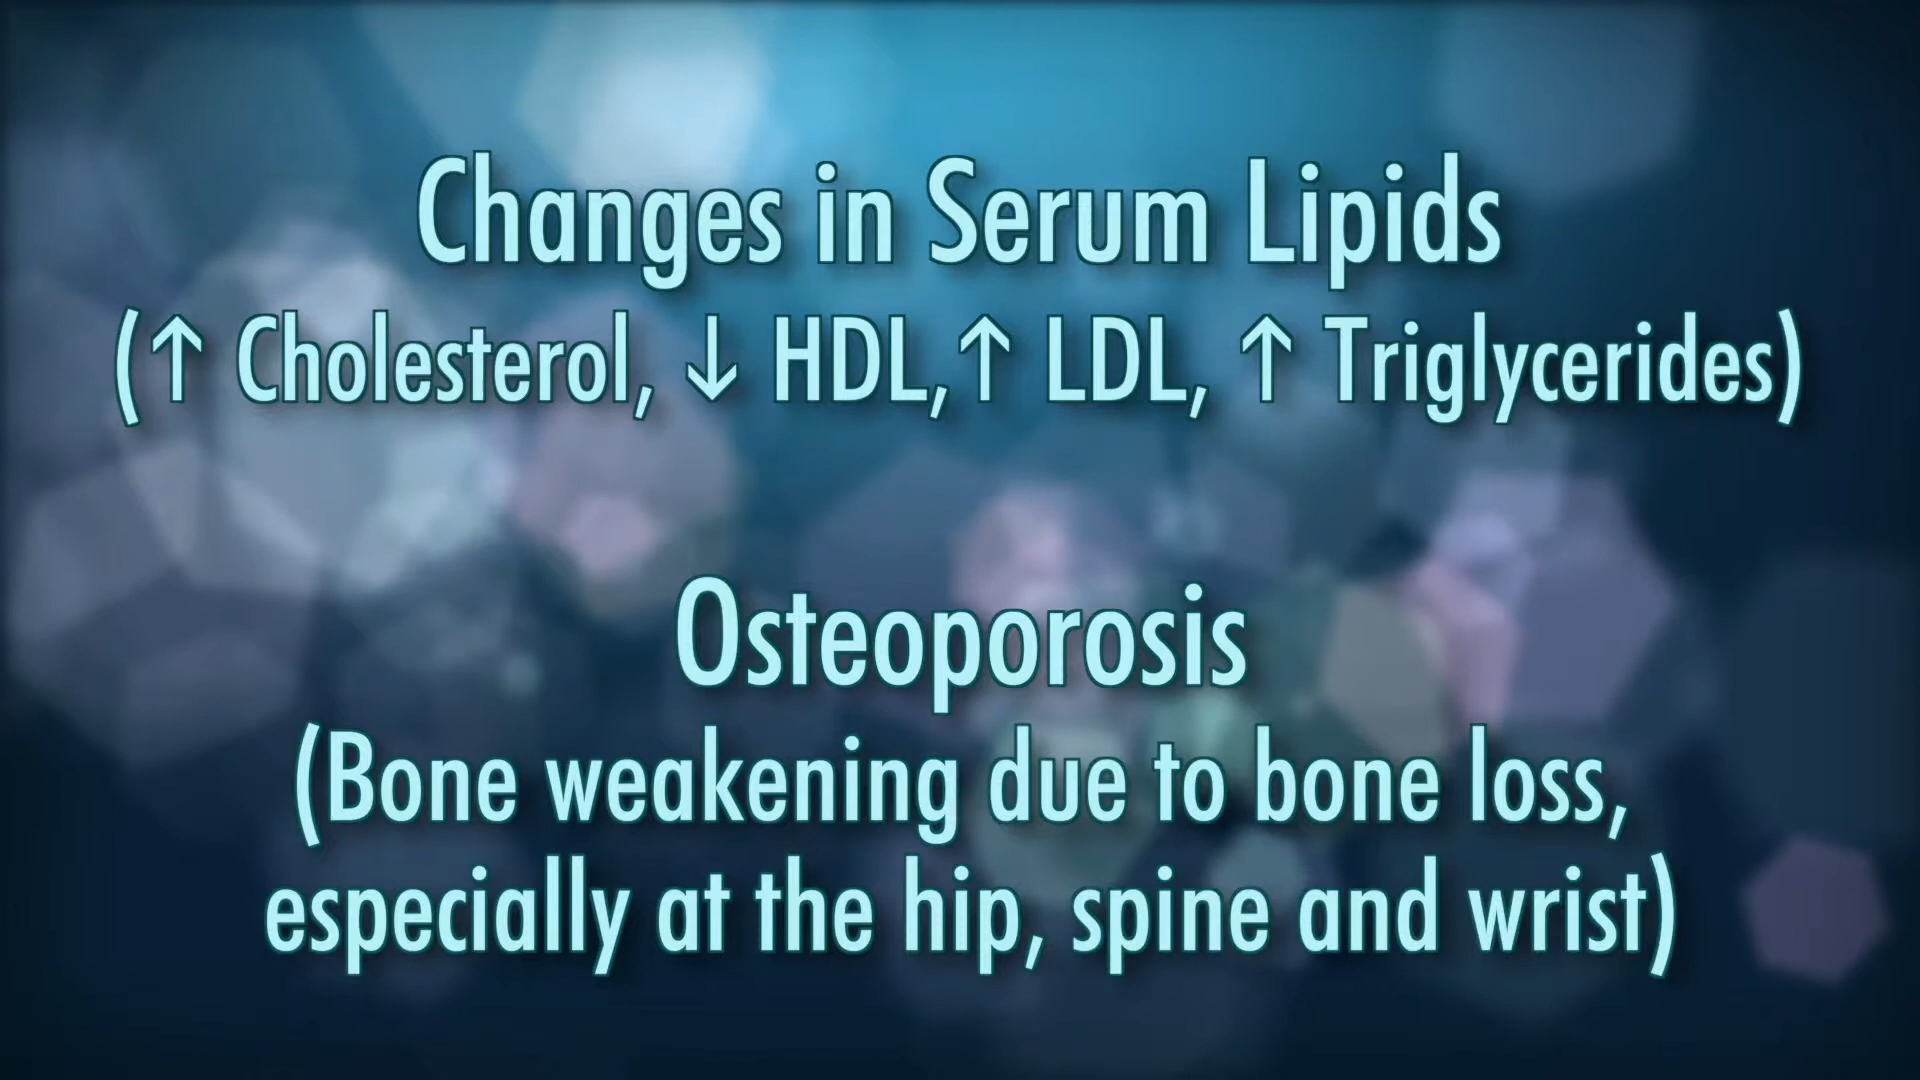 Changes in Serum Lipids
(↑ Cholesterol, ↓ HDL,↑ LDL, ↑ Triglycerides)
Osteoporosis
(Bone weakening due to bone loss,
especially at the hip, spine and wrist)